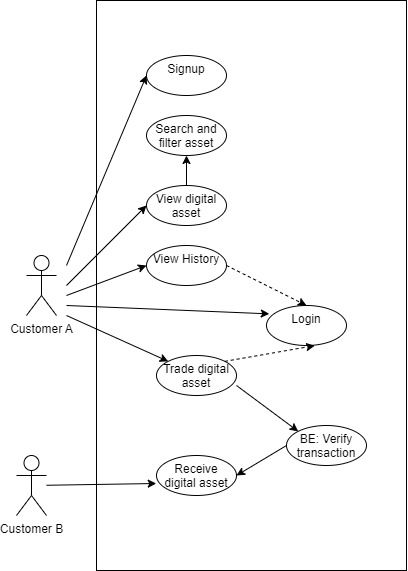 Signup
Search and
filter asset
View digital
asset
View History
Customer A
Login
Trade digital
asset
BE: Verify
transaction
Receive
digital asset
Customer B